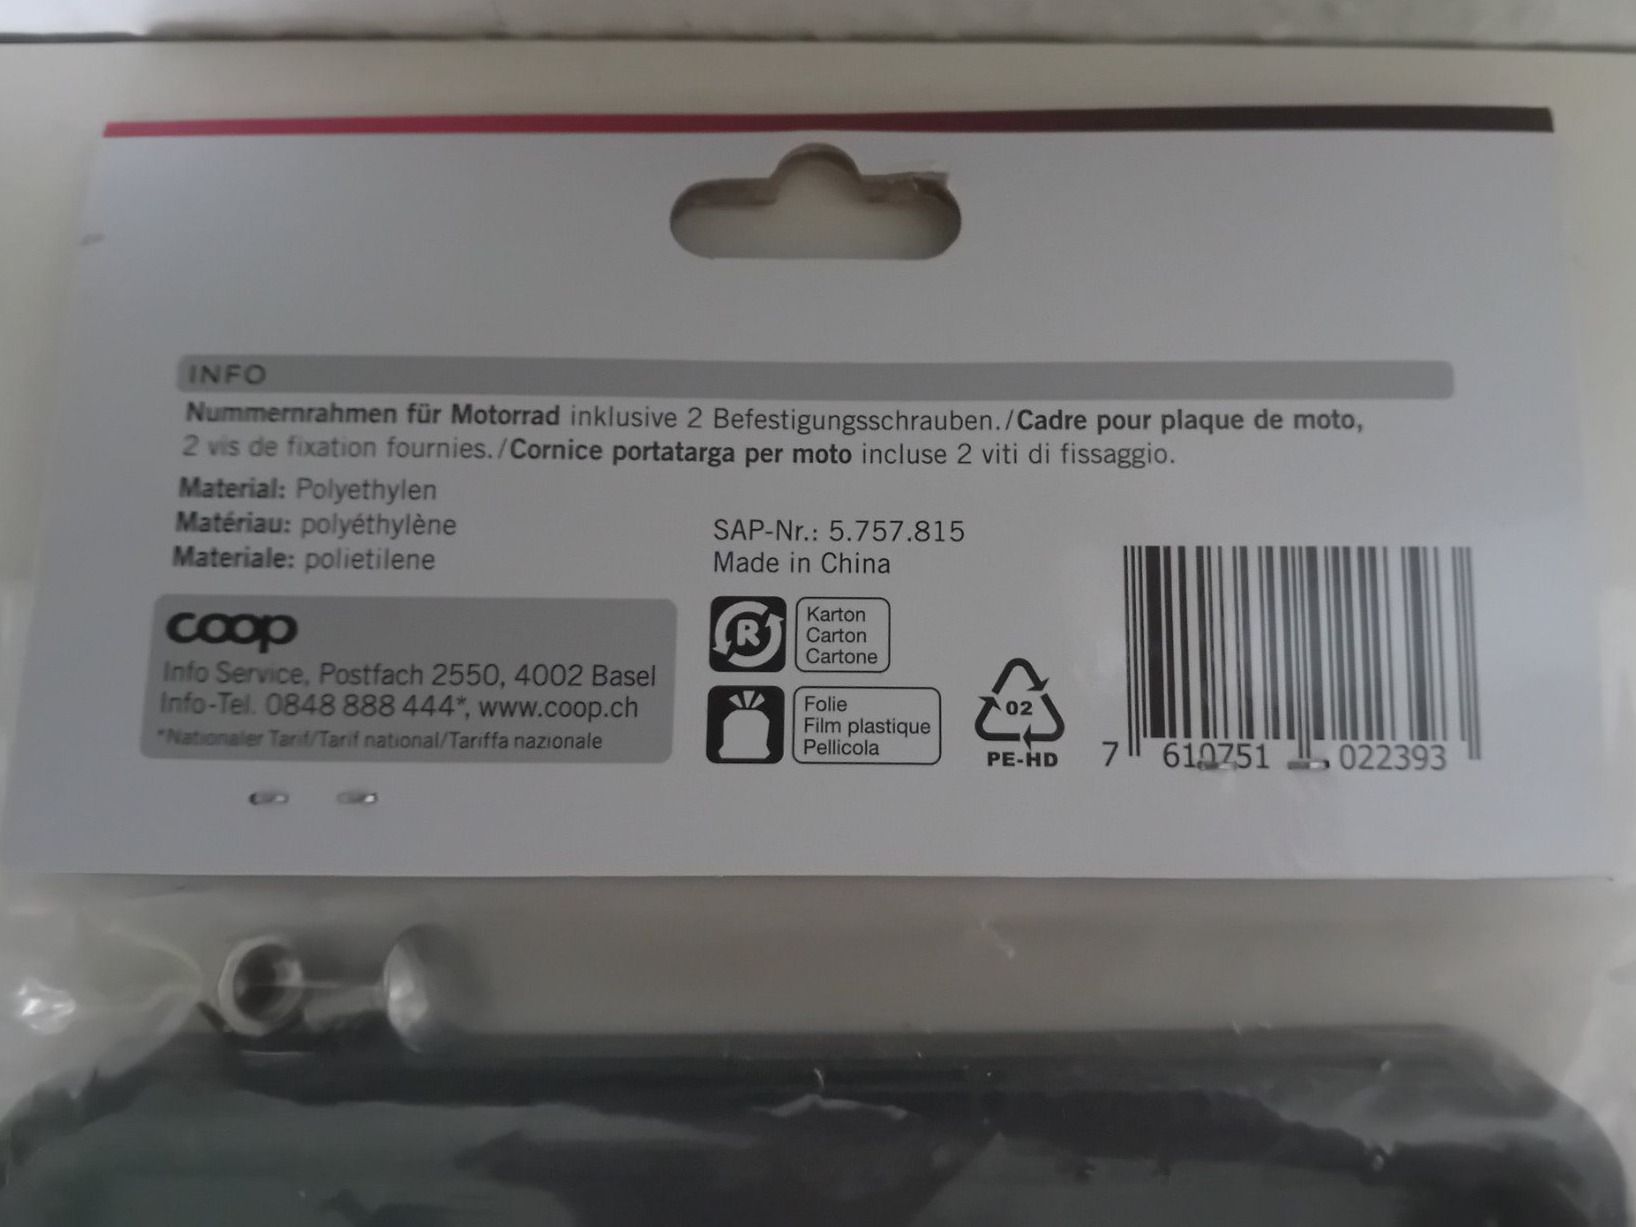 INFO
Nummernrahmen für Motorrad inklusive 2 Befestigungsschrauben./Cadre pour plaque de moto,
2 vis de fixation fournies./Cornice portatarga per moto incluse 2 viti di fissaggio.
Material: Polyethylen
Matériau: polyéthylène
Materiale: polietilene
SAP-Nr.: 5.757.815
Made in China
coop
Info Service, Postfach 2550, 4002 Basel
Info-Tel. 0848 888 444*, www.coop.ch
*Nationaler Tarif/Tarif national/Tariffa nazionale
R
Karton
Carton
Cartone
Folie
Film plastique
Pellicola
02
PE-HD
7 610751 022393